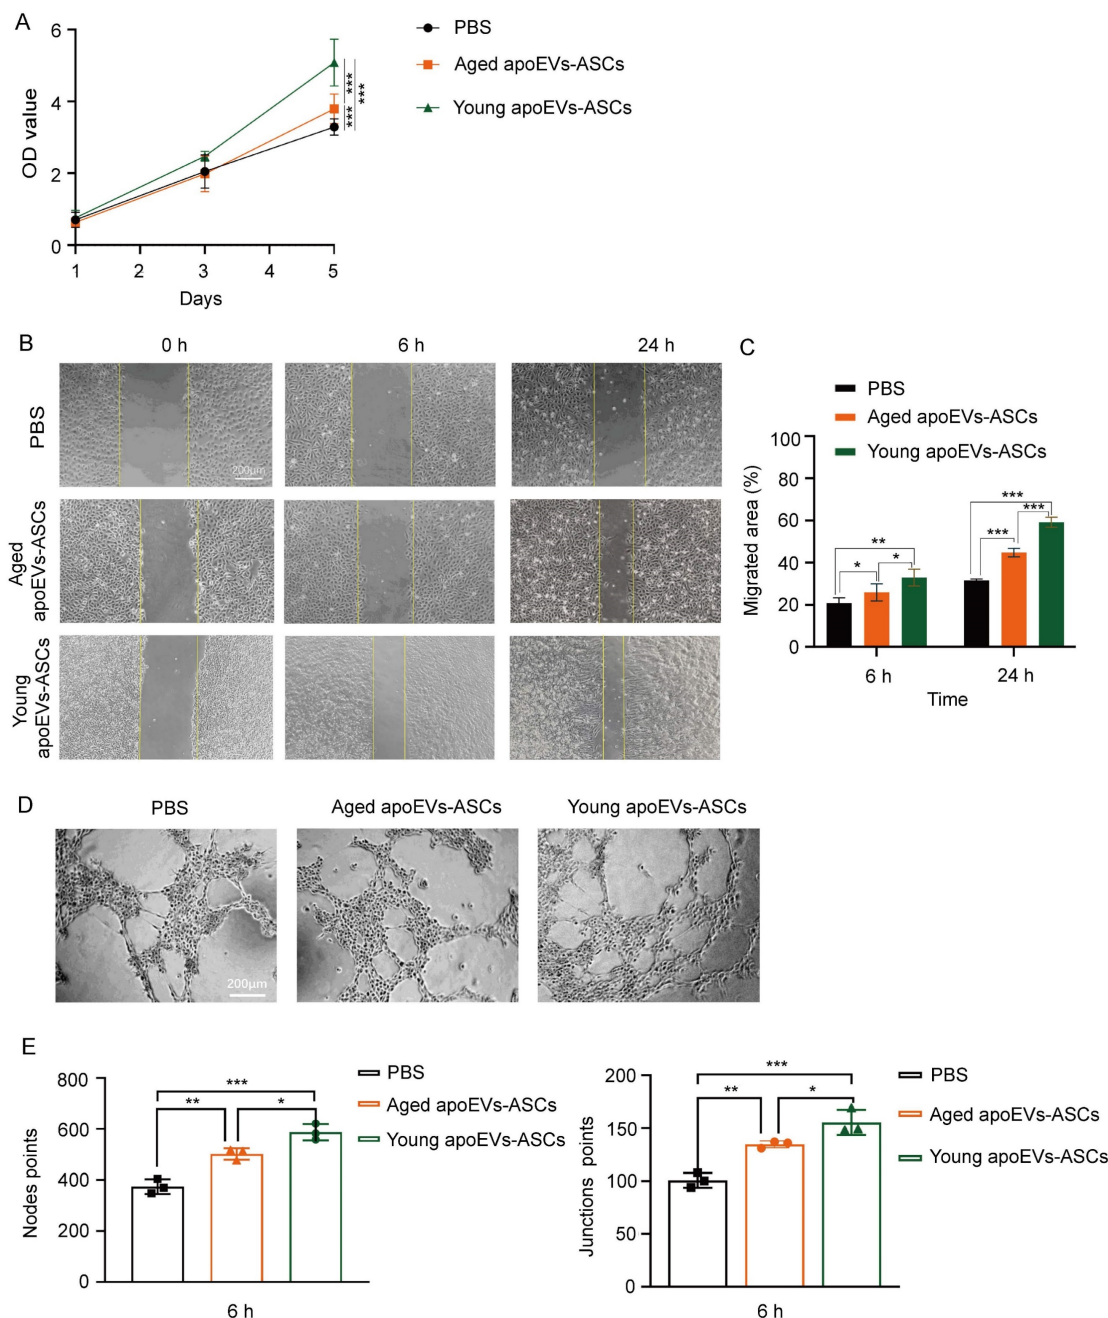 A
6
4
2
0
OD value
1
2
3
4
5
Days
PBS
Aged apoEVs-ASCs
Young apoEVs-ASCs
***
***
***
B
0 h
6 h
24 h
PBS
200μm
Aged
apoEVs-ASCs
Young
apoEVs-ASCs
C
PBS
Aged apoEVs-ASCs
Young apoEVs-ASCs
Migrated area (%)
100
80
60
40
20
0
*
**
*
***
***
***
6 h
24 h
Time
D
PBS
Aged apoEVs-ASCs
Young apoEVs-ASCs
200μm
E
Nodes points
800
600
400
200
0
***
**
*
6 h
PBS
Aged apoEVs-ASCs
Young apoEVs-ASCs
Junctions points
200
150
100
50
0
***
**
*
6 h
PBS
Aged apoEVs-ASCs
Young apoEVs-ASCs